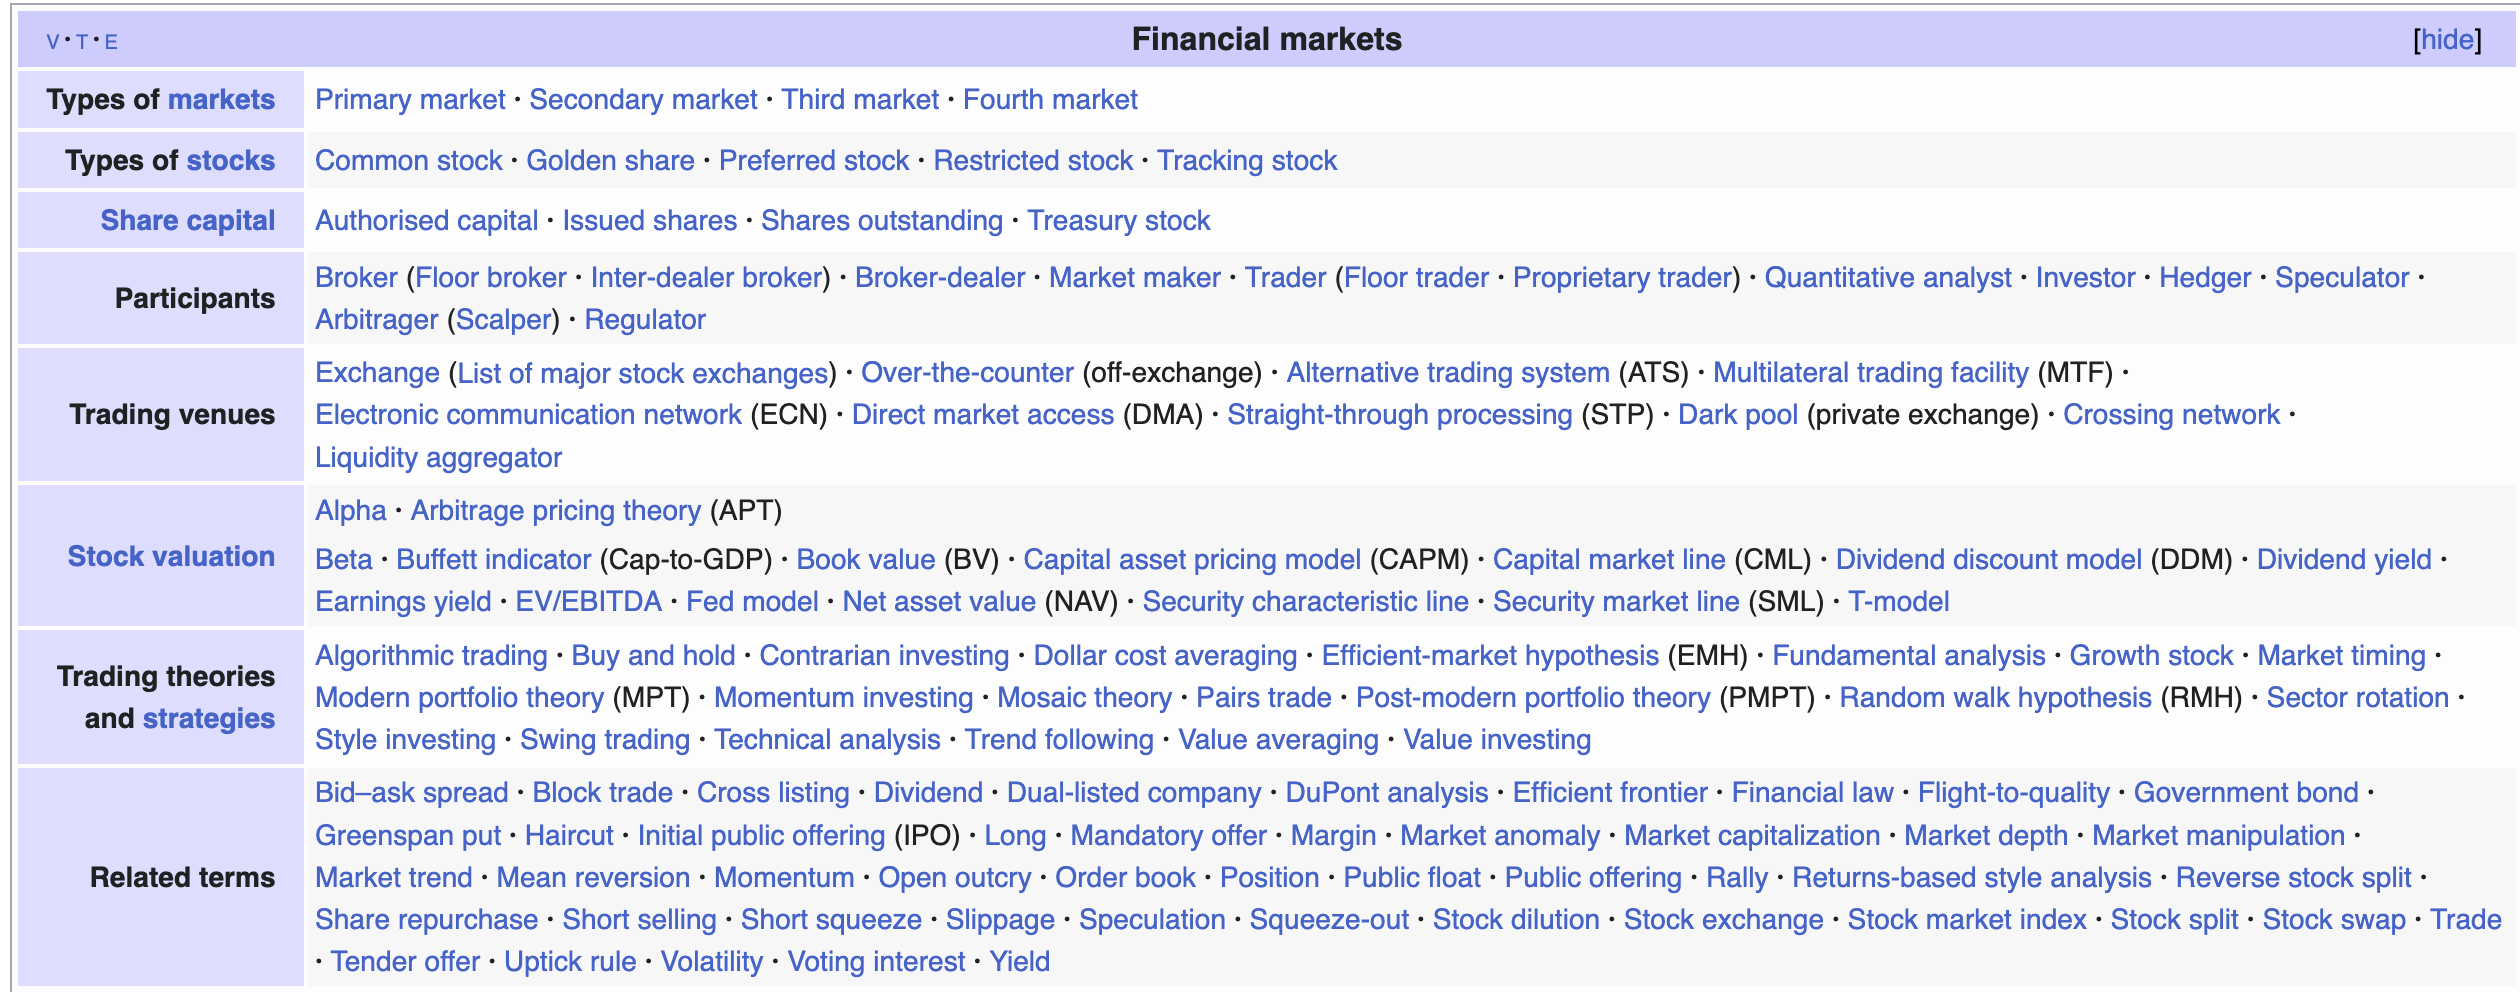 V · T · E Financial markets [hide]
Types of markets Primary market · Secondary market · Third market · Fourth market
Types of stocks Common stock · Golden share · Preferred stock · Restricted stock · Tracking stock
Share capital Authorised capital · Issued shares · Shares outstanding · Treasury stock
Participants
Broker (Floor broker · Inter-dealer broker) · Broker-dealer · Market maker · Trader (Floor trader · Proprietary trader) · Quantitative analyst · Investor · Hedger · Speculator ·
Arbitrager (Scalper) · Regulator
Trading venues
Exchange (List of major stock exchanges) · Over-the-counter (off-exchange) · Alternative trading system (ATS) · Multilateral trading facility (MTF) ·
Electronic communication network (ECN) · Direct market access (DMA) · Straight-through processing (STP) · Dark pool (private exchange) · Crossing network ·
Liquidity aggregator
Stock valuation
Alpha · Arbitrage pricing theory (APT)
Beta · Buffett indicator (Cap-to-GDP) · Book value (BV) · Capital asset pricing model (CAPM) · Capital market line (CML) · Dividend discount model (DDM) · Dividend yield ·
Earnings yield · EV/EBITDA · Fed model · Net asset value (NAV) · Security characteristic line · Security market line (SML) · T-model
Trading theories
and strategies
Algorithmic trading · Buy and hold · Contrarian investing · Dollar cost averaging · Efficient-market hypothesis (EMH) · Fundamental analysis · Growth stock · Market timing ·
Modern portfolio theory (MPT) · Momentum investing · Mosaic theory · Pairs trade · Post-modern portfolio theory (PMPT) · Random walk hypothesis (RMH) · Sector rotation ·
Style investing · Swing trading · Technical analysis · Trend following · Value averaging · Value investing
Related terms
Bid–ask spread · Block trade · Cross listing · Dividend · Dual-listed company · DuPont analysis · Efficient frontier · Financial law · Flight-to-quality · Government bond ·
Greenspan put · Haircut · Initial public offering (IPO) · Long · Mandatory offer · Margin · Market anomaly · Market capitalization · Market depth · Market manipulation ·
Market trend · Mean reversion · Momentum · Open outcry · Order book · Position · Public float · Public offering · Rally · Returns-based style analysis · Reverse stock split ·
Share repurchase · Short selling · Short squeeze · Slippage · Speculation · Squeeze-out · Stock dilution · Stock exchange · Stock market index · Stock split · Stock swap · Trade
· Tender offer · Uptick rule · Volatility · Voting interest · Yield